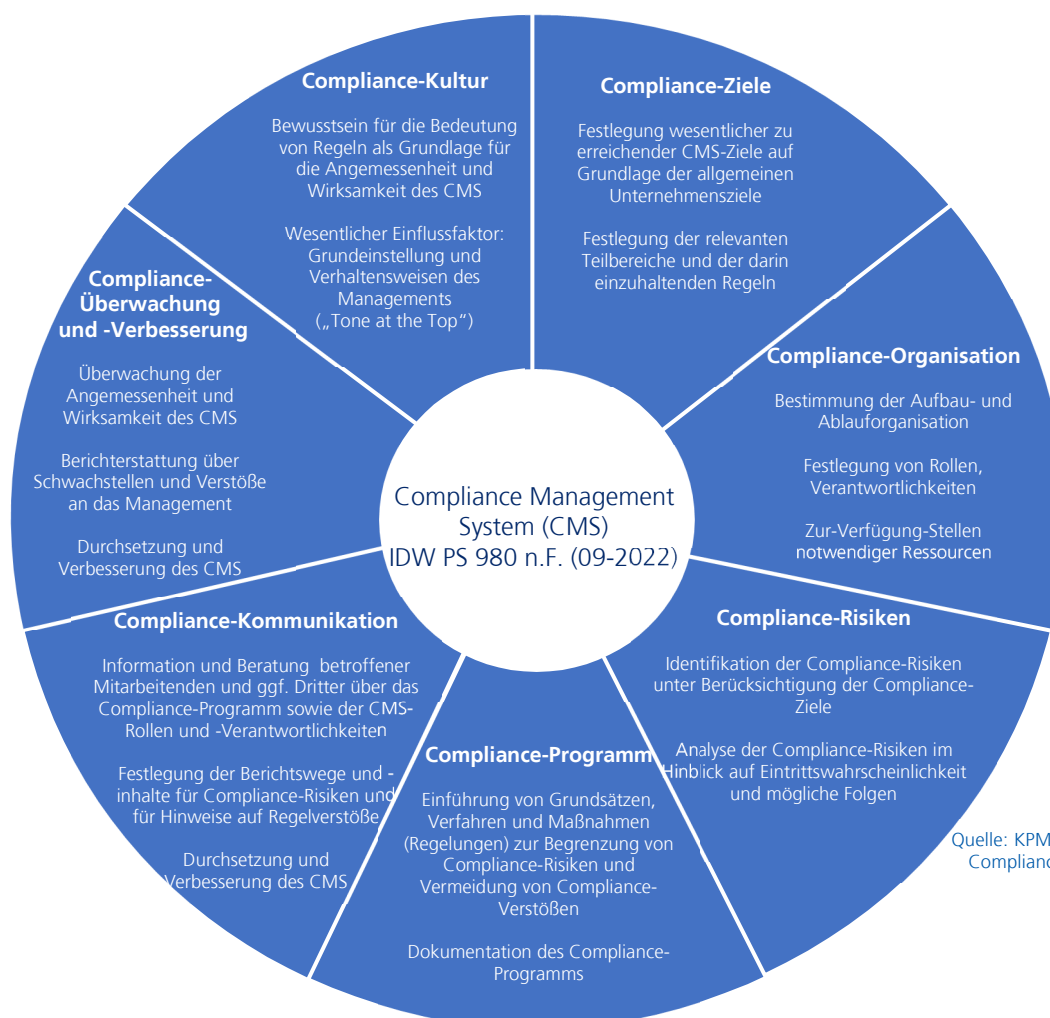 Compliance-Kultur
Bewusstsein für die Bedeutung
von Regeln als Grundlage für
die Angemessenheit und
Wirksamkeit des CMS
Wesentlicher Einflussfaktor:
Grundeinstellung und
Verhaltensweisen des
Managements
(„Tone at the Top“)
Compliance-Ziele
Festlegung wesentlicher zu
erreichender CMS-Ziele auf
Grundlage der allgemeinen
Unternehmensziele
Festlegung der relevanten
Teilbereiche und der darin
einzuhaltenden Regeln
Compliance-Organisation
Bestimmung der Aufbau- und
Ablauforganisation
Festlegung von Rollen,
Verantwortlichkeiten
Zur-Verfügung-Stellen
notwendiger Ressourcen
Compliance-Risiken
Identifikation der Compliance-Risiken
unter Berücksichtigung der Compliance-
Ziele
Analyse der Compliance-Risiken im
Hinblick auf Eintrittswahrscheinlichkeit
und mögliche Folgen
Compliance-Programm
Einführung von Grundsätzen,
Verfahren und Maßnahmen
(Regelungen) zur Begrenzung von
Compliance-Risiken und
Vermeidung von Compliance-
Verstößen
Dokumentation des Compliance-
Programms
Compliance-Kommunikation
Information und Beratung betroffener
Mitarbeitenden und ggf. Dritter über das
Compliance-Programm sowie der CMS-
Rollen und -Verantwortlichkeiten
Festlegung der Berichtswege und -
inhalte für Compliance-Risiken und
für Hinweise auf Regelverstöße
Durchsetzung und
Verbesserung des CMS
Compliance-
Überwachung
und -Verbesserung
Überwachung der
Angemessenheit und
Wirksamkeit des CMS
Berichterstattung über
Schwachstellen und Verstöße
an das Management
Durchsetzung und
Verbesserung des CMS
Compliance Management
System (CMS)
IDW PS 980 n.F. (09-2022)
Quelle: KPM
Complianc